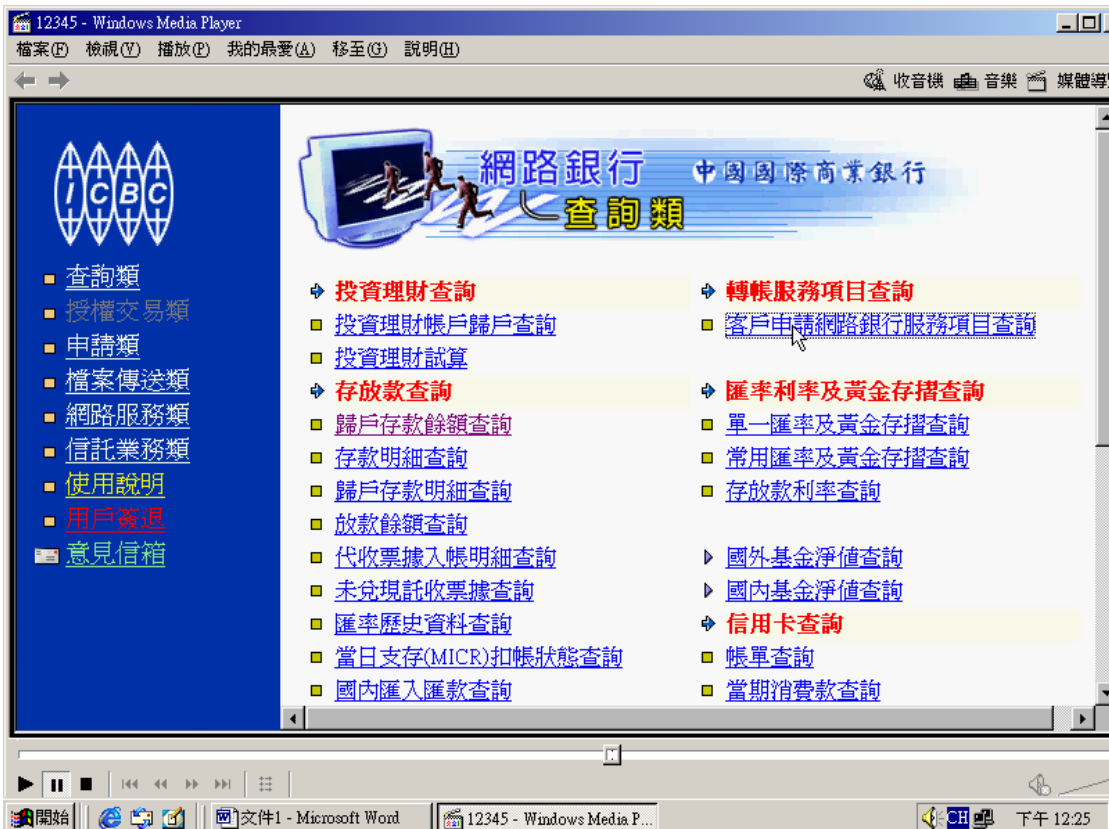 12345 - Windows Media Player
檔案(F) 檢視(V) 播放(P) 我的最愛(A) 移至(G) 說明(H)
收音機 音樂 媒體導
ICBC
網路銀行 中國國際商業銀行
查詢類
查詢類
授權交易類
申請類
檔案傳送類
網路服務類
信託業務類
使用說明
用戶簽退
意見信箱
投資理財查詢
投資理財帳戶歸戶查詢
投資理財試算
存放款查詢
歸戶存款餘額查詢
存款明細查詢
歸戶存款明細查詢
放款餘額查詢
代收票據入帳明細查詢
未兌現託收票據查詢
匯率歷史資料查詢
當日支存(MICR)扣帳狀態查詢
國內匯入匯款查詢
轉帳服務項目查詢
客戶申請網路銀行服務項目查詢
匯率利率及黃金存摺查詢
單一匯率及黃金存摺查詢
常用匯率及黃金存摺查詢
存放款利率查詢
國外基金淨值查詢
國內基金淨值查詢
信用卡查詢
帳單查詢
當期消費款查詢
開始 文件1 - Microsoft Word 12345 - Windows Media P... CH 下午 12:25